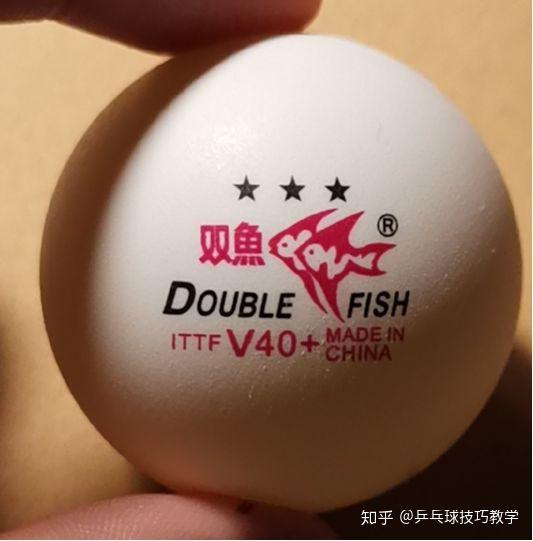 ★★★
双魚 ®
DOUBLE FISH
ITTF V40+ MADE IN
CHINA
知乎 @乒乓球技巧教学